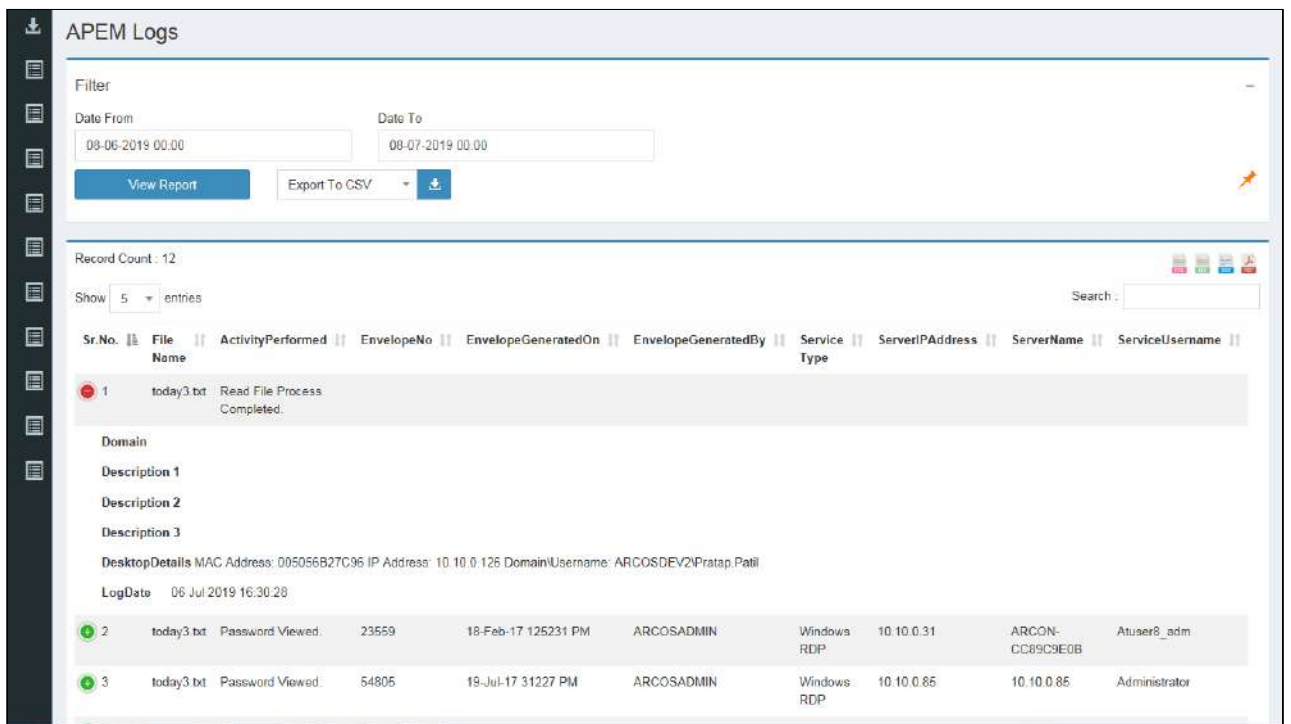 APEM Logs
Filter
Date From Date To
08-06-2019 00:00 08-07-2019 00:00
View Report Export To CSV
Record Count : 12
Show 5 entries Search :
Sr.No. File Name ActivityPerformed EnvelopeNo EnvelopeGeneratedOn EnvelopeGeneratedBy Service Type ServerIPAddress ServerName ServiceUsername
1 today3.txt Read File Process Completed.
Domain
Description 1
Description 2
Description 3
DesktopDetails MAC Address: 005056B27C96 IP Address: 10.10.0.126 Domain\Username: ARCOSDEV2\Pratap.Patil
LogDate 06 Jul 2019 16:30:28
2 today3.txt Password Viewed. 23559 18-Feb-17 125231 PM ARCOSADMIN Windows RDP 10.10.0.31 ARCON-CC89C9E0B Atuser8_adm
3 today3.txt Password Viewed. 54805 19-Jul-17 31227 PM ARCOSADMIN Windows RDP 10.10.0.85 10.10.0.85 Administrator